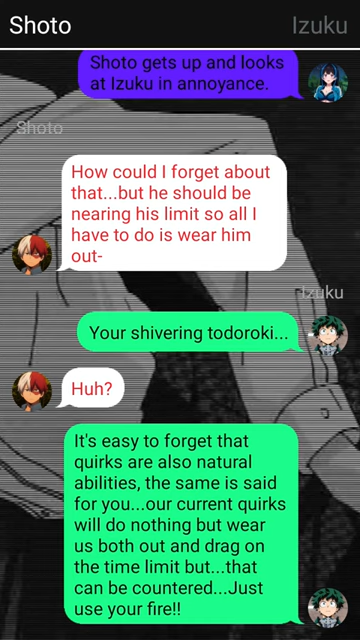 Shoto
Izuku
Shoto gets up and looks
at Izuku in annoyance.
Shoto
How could I forget about
that...but he should be
nearing his limit so all I
have to do is wear him
out-
Izuku
Your shivering todoroki...
Huh?
It's easy to forget that
quirks are also natural
abilities, the same is said
for you...our current quirks
will do nothing but wear
us both out and drag on
the time limit but...that
can be countered...Just
use your fire!!